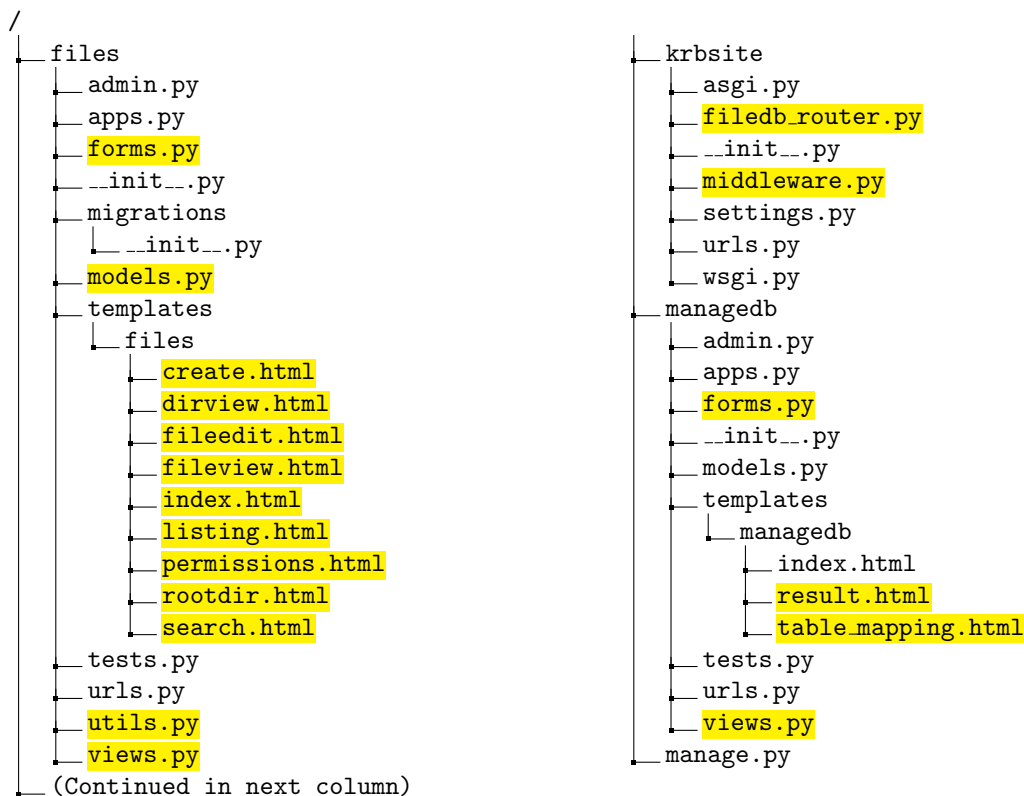 /
files
admin.py
apps.py
forms.py
__init__.py
migrations
__init__.py
models.py
templates
files
create.html
dirview.html
fileedit.html
fileview.html
index.html
listing.html
permissions.html
rootdir.html
search.html
tests.py
urls.py
utils.py
views.py
(Continued in next column)
krbsite
asgi.py
filedb_router.py
__init__.py
middleware.py
settings.py
urls.py
wsgi.py
managedb
admin.py
apps.py
forms.py
__init__.py
models.py
templates
managedb
index.html
result.html
table_mapping.html
tests.py
urls.py
views.py
manage.py